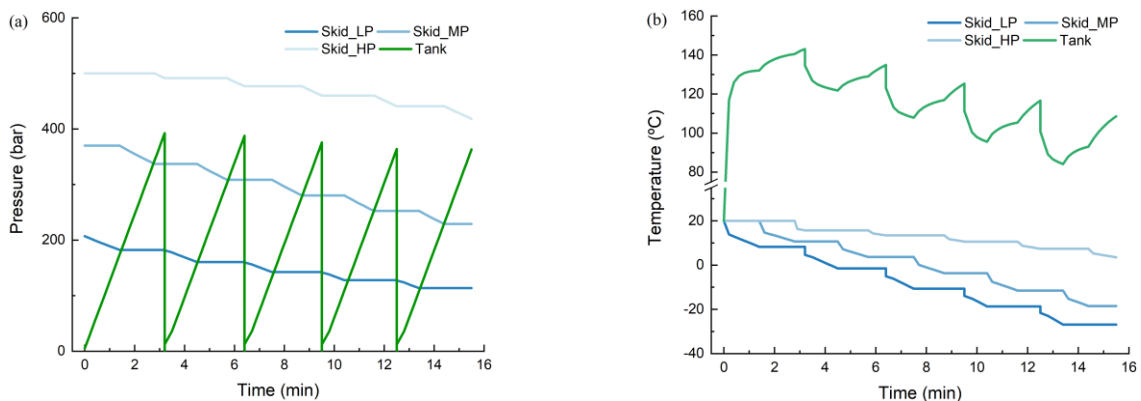 (a)
Skid_LP Skid_MP
Skid_HP Tank
600
400
200
0
Pressure (bar)
0 2 4 6 8 10 12 14 16
Time (min)
(b)
Skid_LP Skid_MP
Skid_HP Tank
160
140
120
100
80
20
0
-20
-40
Temperature (ºC)
0 2 4 6 8 10 12 14 16
Time (min)